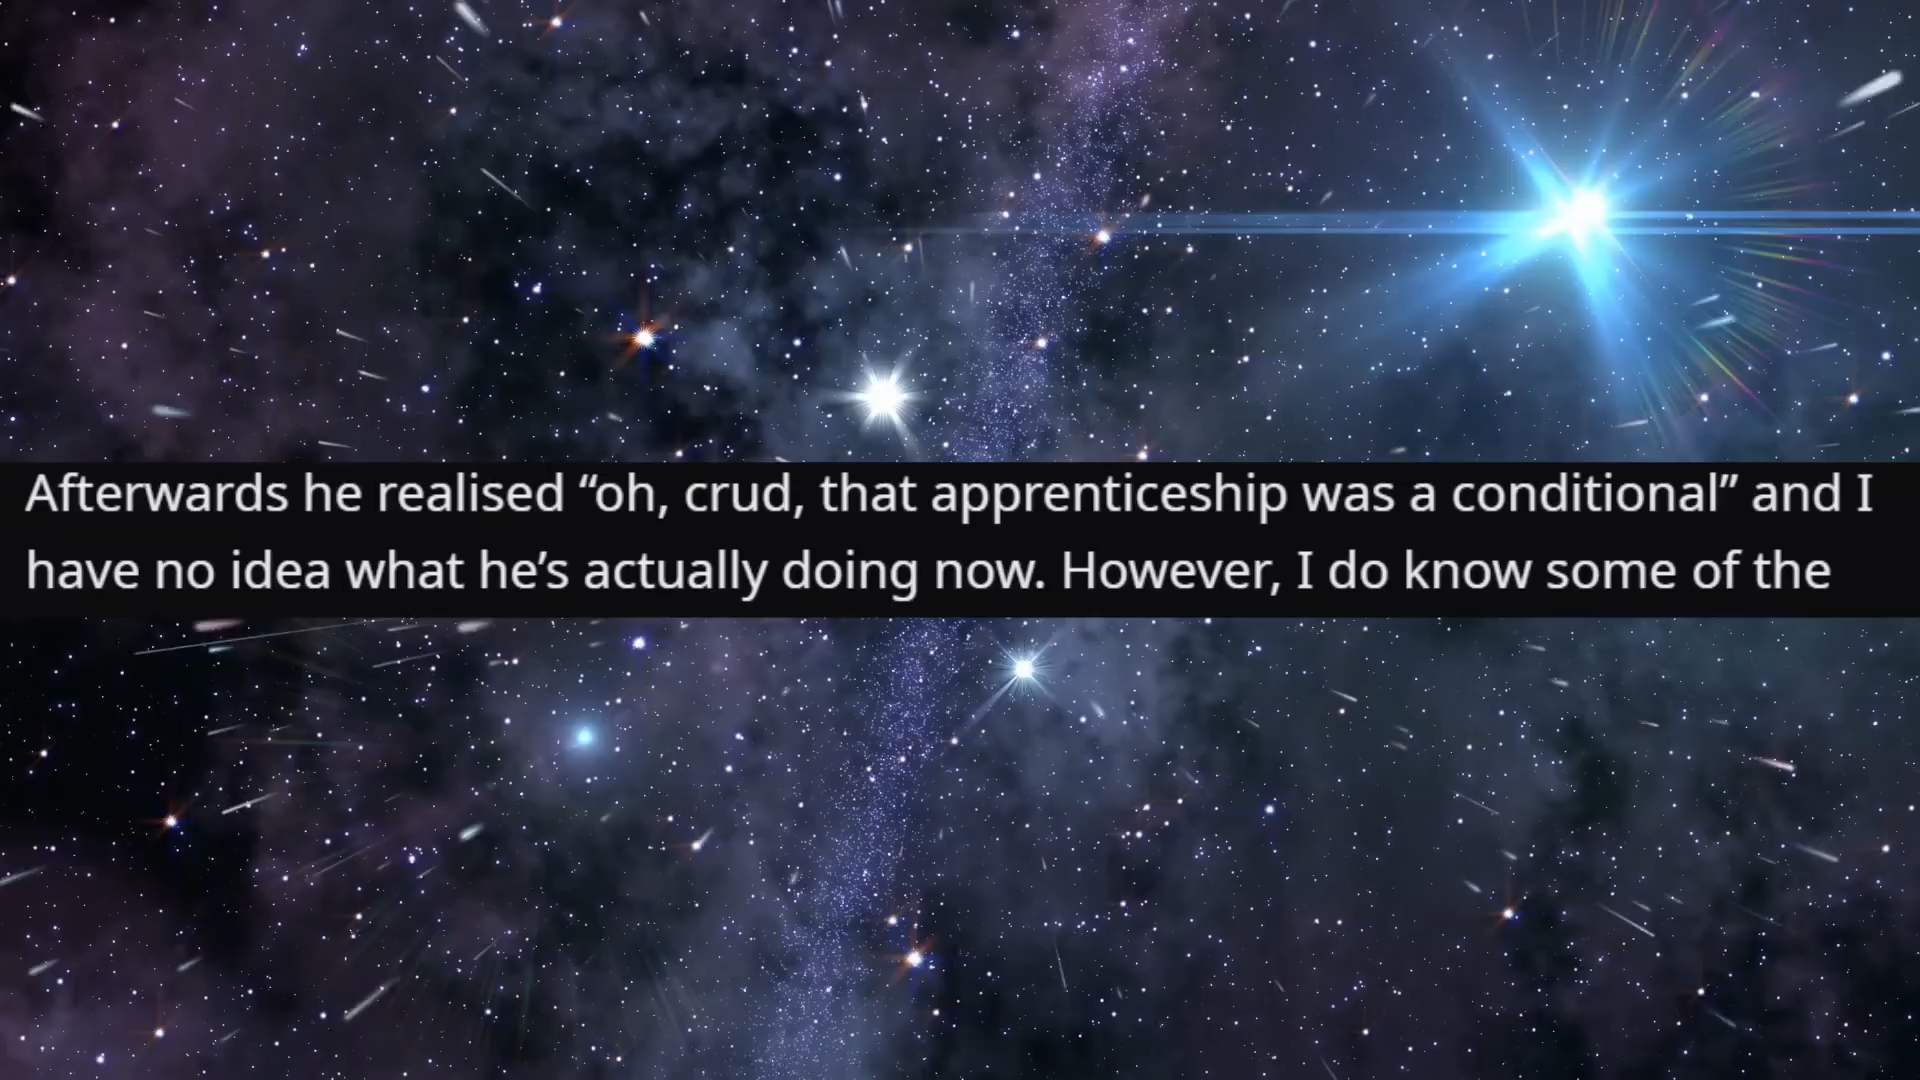 Afterwards he realised “oh, crud, that apprenticeship was a conditional” and I
have no idea what he’s actually doing now. However, I do know some of the